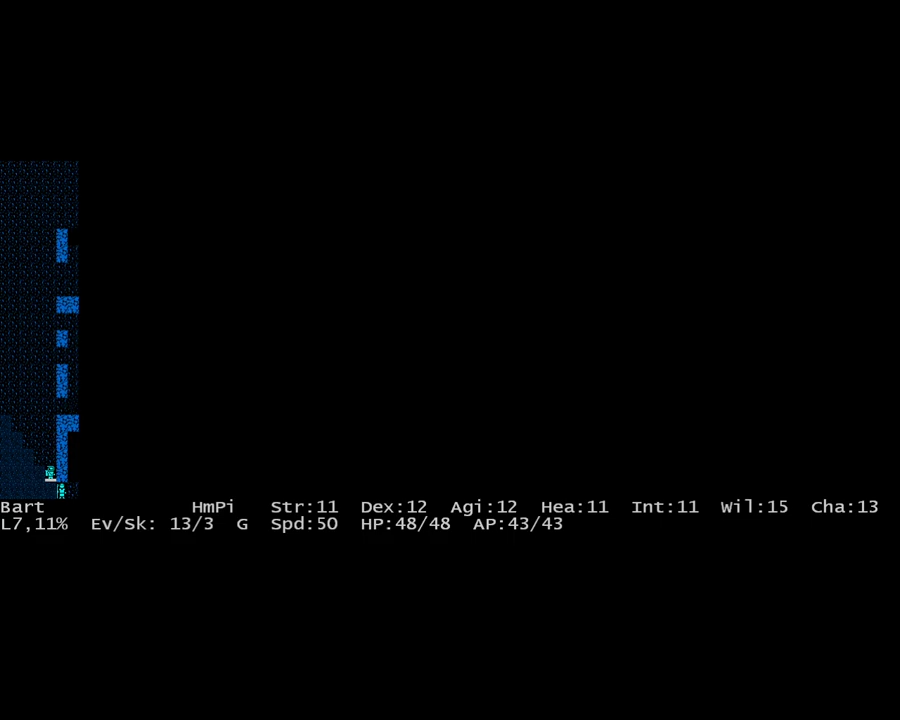 Bart HmPi Str:11 Dex:12 Agi:12 Hea:11 Int:11 Wil:15 Cha:13
L7,11% Ev/Sk: 13/3 G Spd:50 HP:48/48 AP:43/43